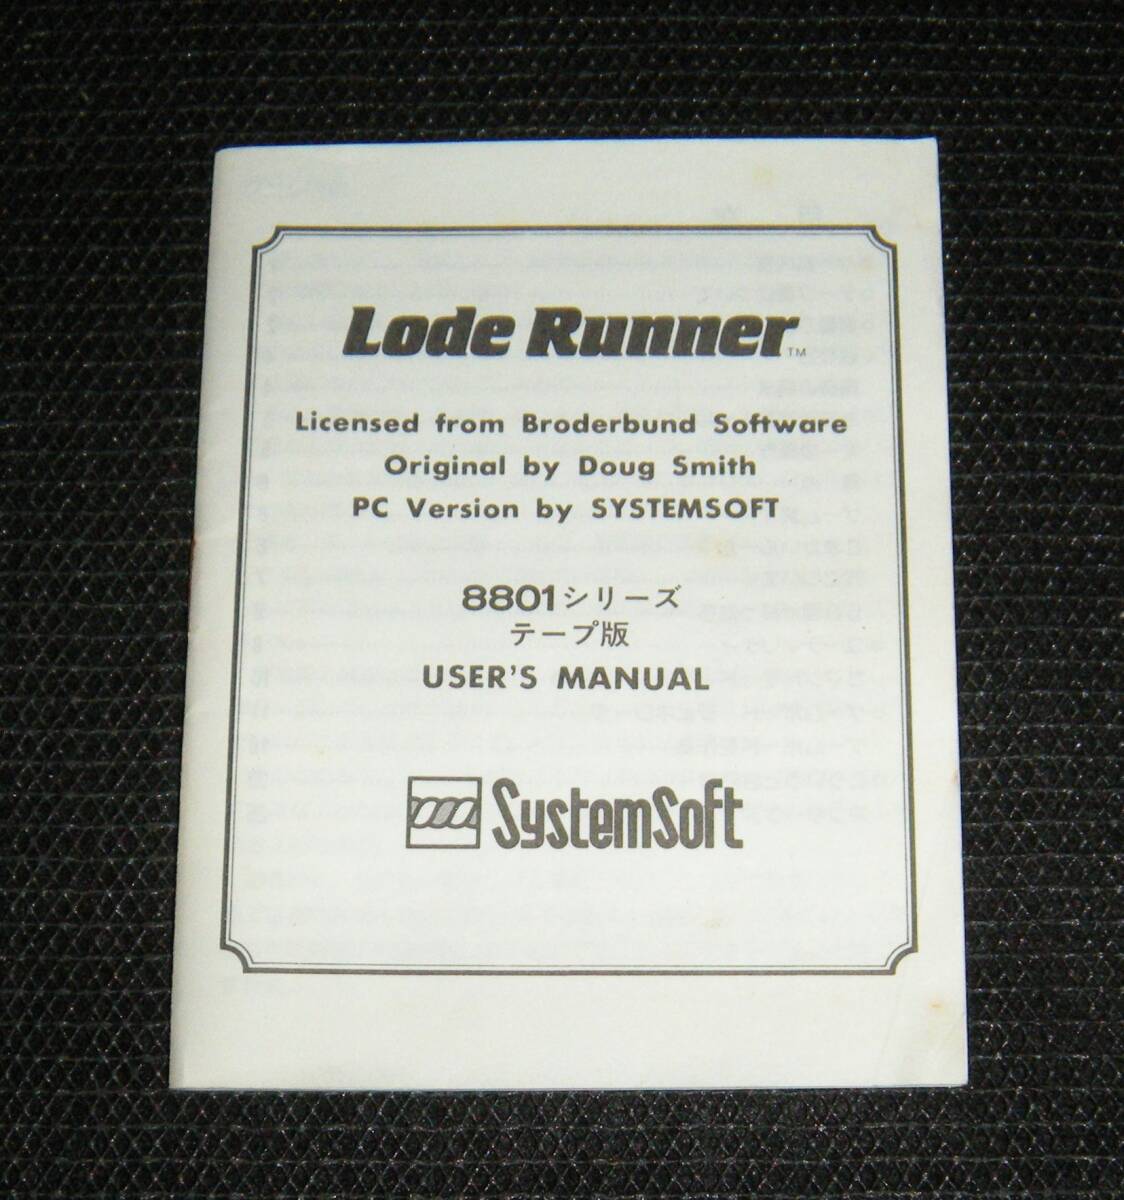 Lode Runner™
Licensed from Broderbund Software
Original by Doug Smith
PC Version by SYSTEMSOFT
8801シリーズ
テープ版
USER'S MANUAL
SystemSoft